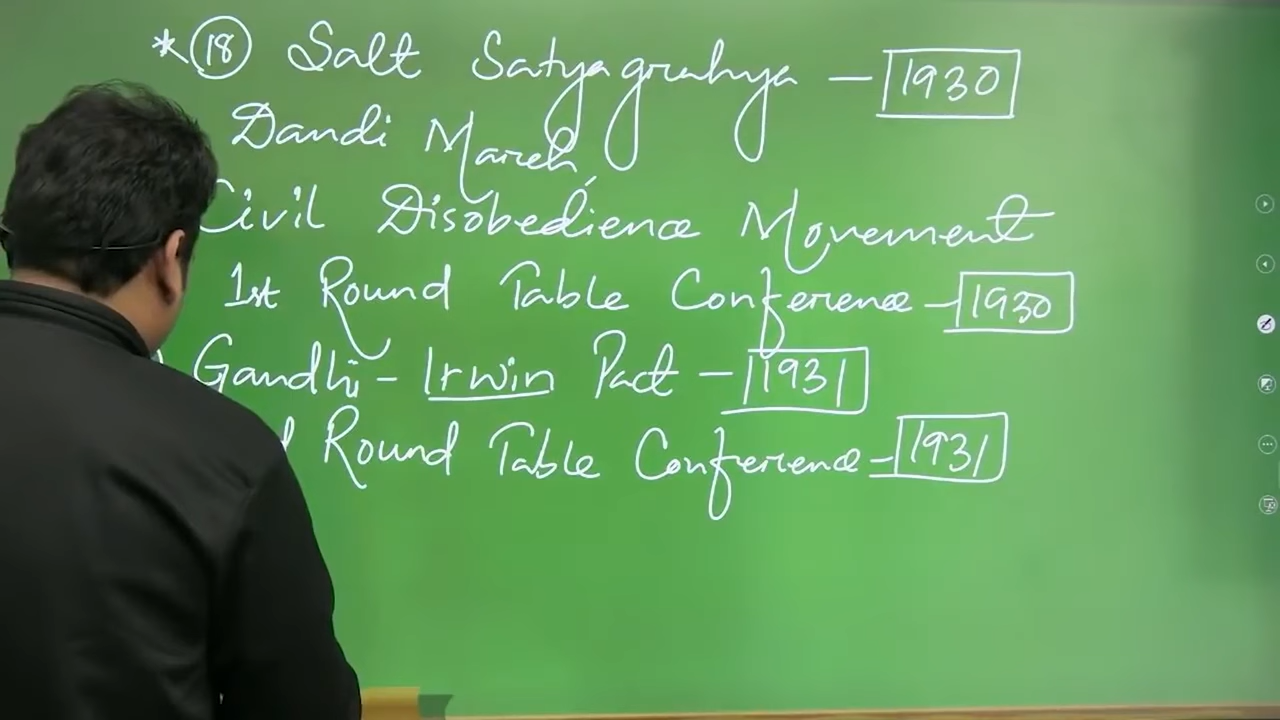 * 18 Salt Satyagruhya - 1930
Dandi March,
Civil Disobedience Movement
1st Round Table Conference - 1930
Gandhi - Irwin Pact - 1931
Round Table Conference - 1931